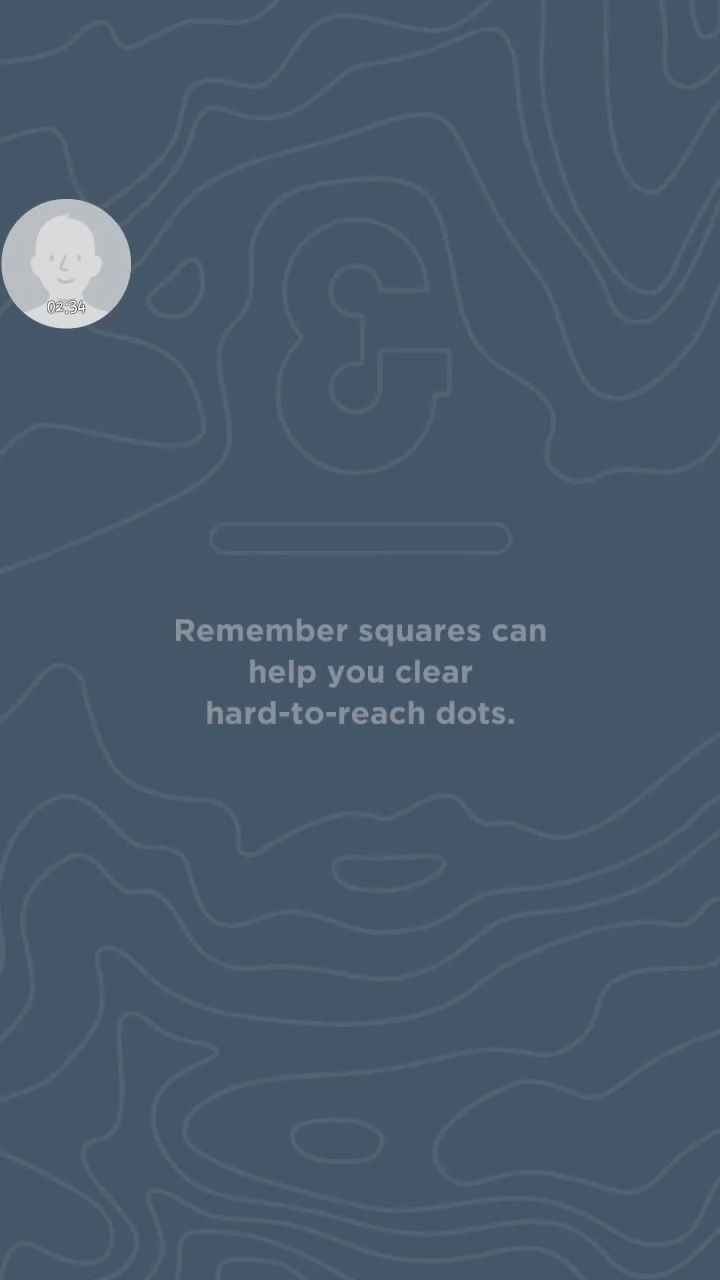 02:34
&
Remember squares can
help you clear
hard-to-reach dots.